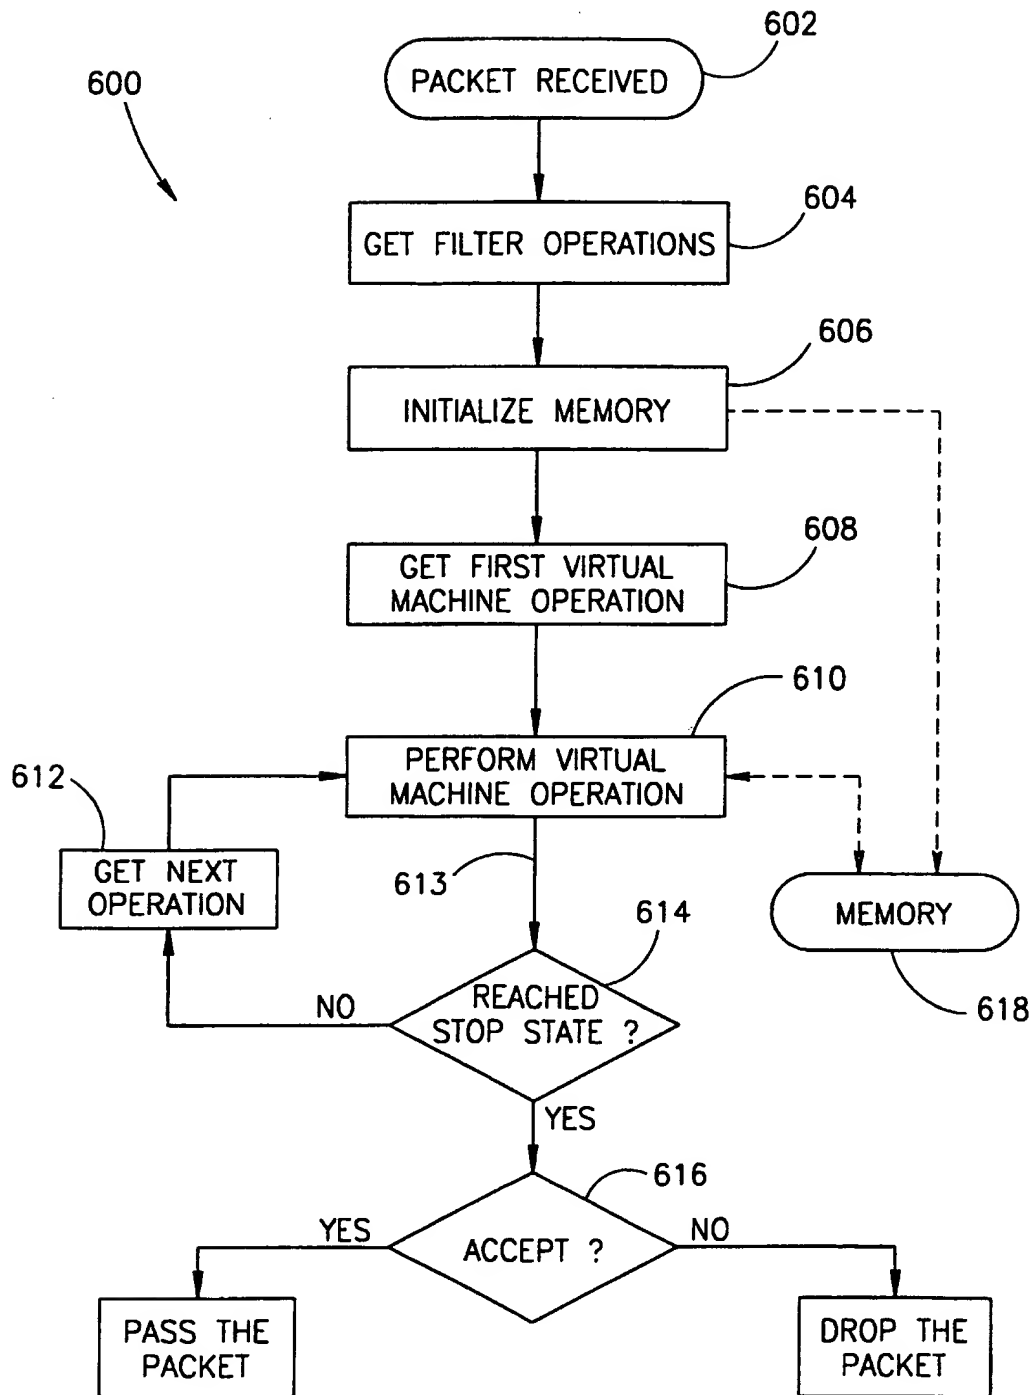 602
PACKET RECEIVED
600
604
GET FILTER OPERATIONS
606
INITIALIZE MEMORY
608
GET FIRST VIRTUAL
MACHINE OPERATION
610
PERFORM VIRTUAL
MACHINE OPERATION
612
GET NEXT
OPERATION
613
MEMORY
614
REACHED
STOP STATE ?
NO
618
YES
616
ACCEPT ?
YES
NO
PASS THE
PACKET
DROP THE
PACKET